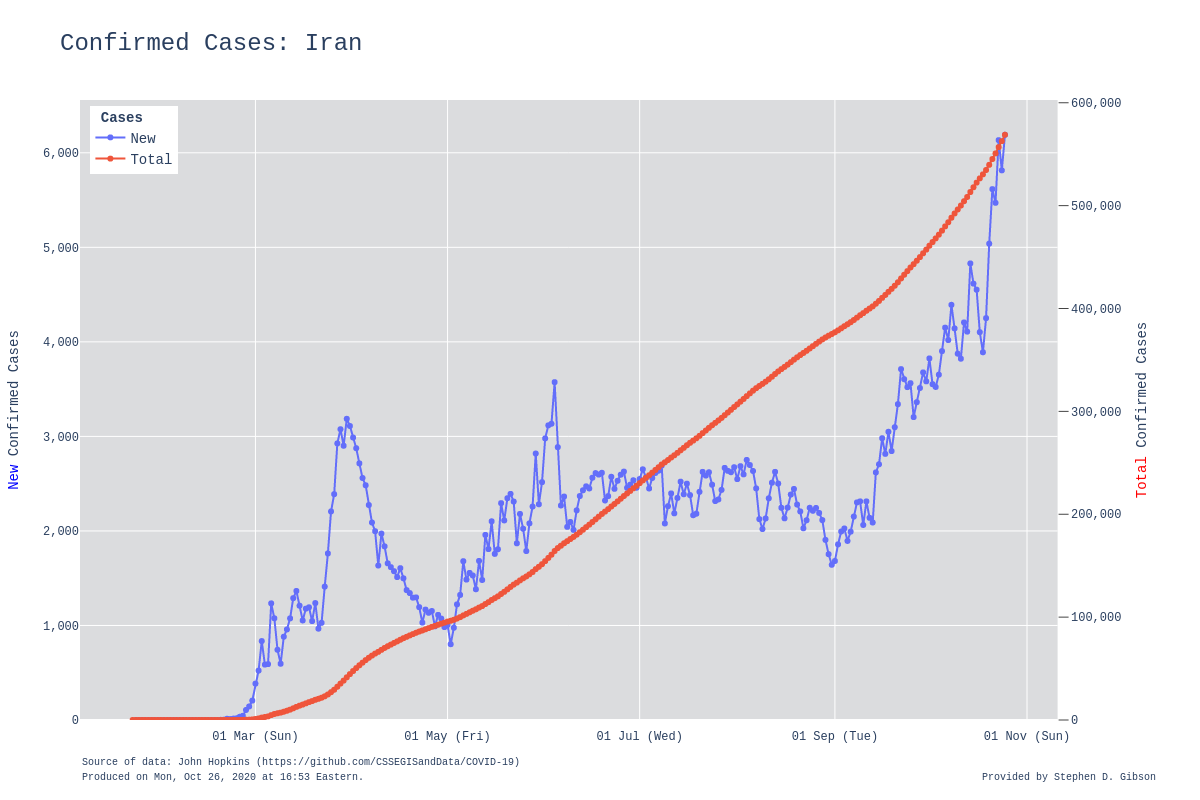 Confirmed Cases: Iran
Cases
New
Total
6,000
5,000
4,000
3,000
2,000
1,000
0
600,000
500,000
400,000
300,000
200,000
100,000
0
New Confirmed Cases
Total Confirmed Cases
01 Mar (Sun)
01 May (Fri)
01 Jul (Wed)
01 Sep (Tue)
01 Nov (Sun)
Source of data: John Hopkins (https://github.com/CSSEGISandData/COVID-19)
Produced on Mon, Oct 26, 2020 at 16:53 Eastern.
Provided by Stephen D. Gibson